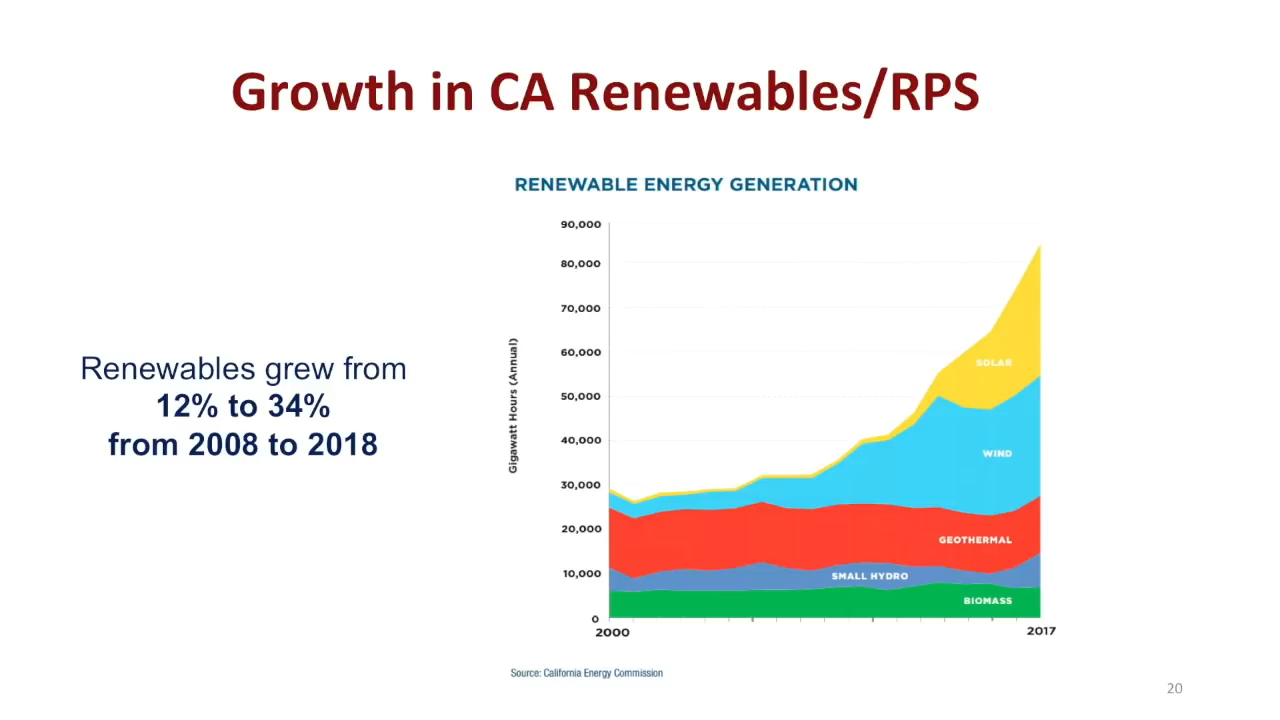 Growth in CA Renewables/RPS
Renewables grew from
12% to 34%
from 2008 to 2018
RENEWABLE ENERGY GENERATION
Gigawatt Hours (Annual)
90,000
80,000
70,000
60,000
50,000
40,000
30,000
20,000
10,000
0
SOLAR
WIND
GEOTHERMAL
SMALL HYDRO
BIOMASS
2000
2017
Source: California Energy Commission
20